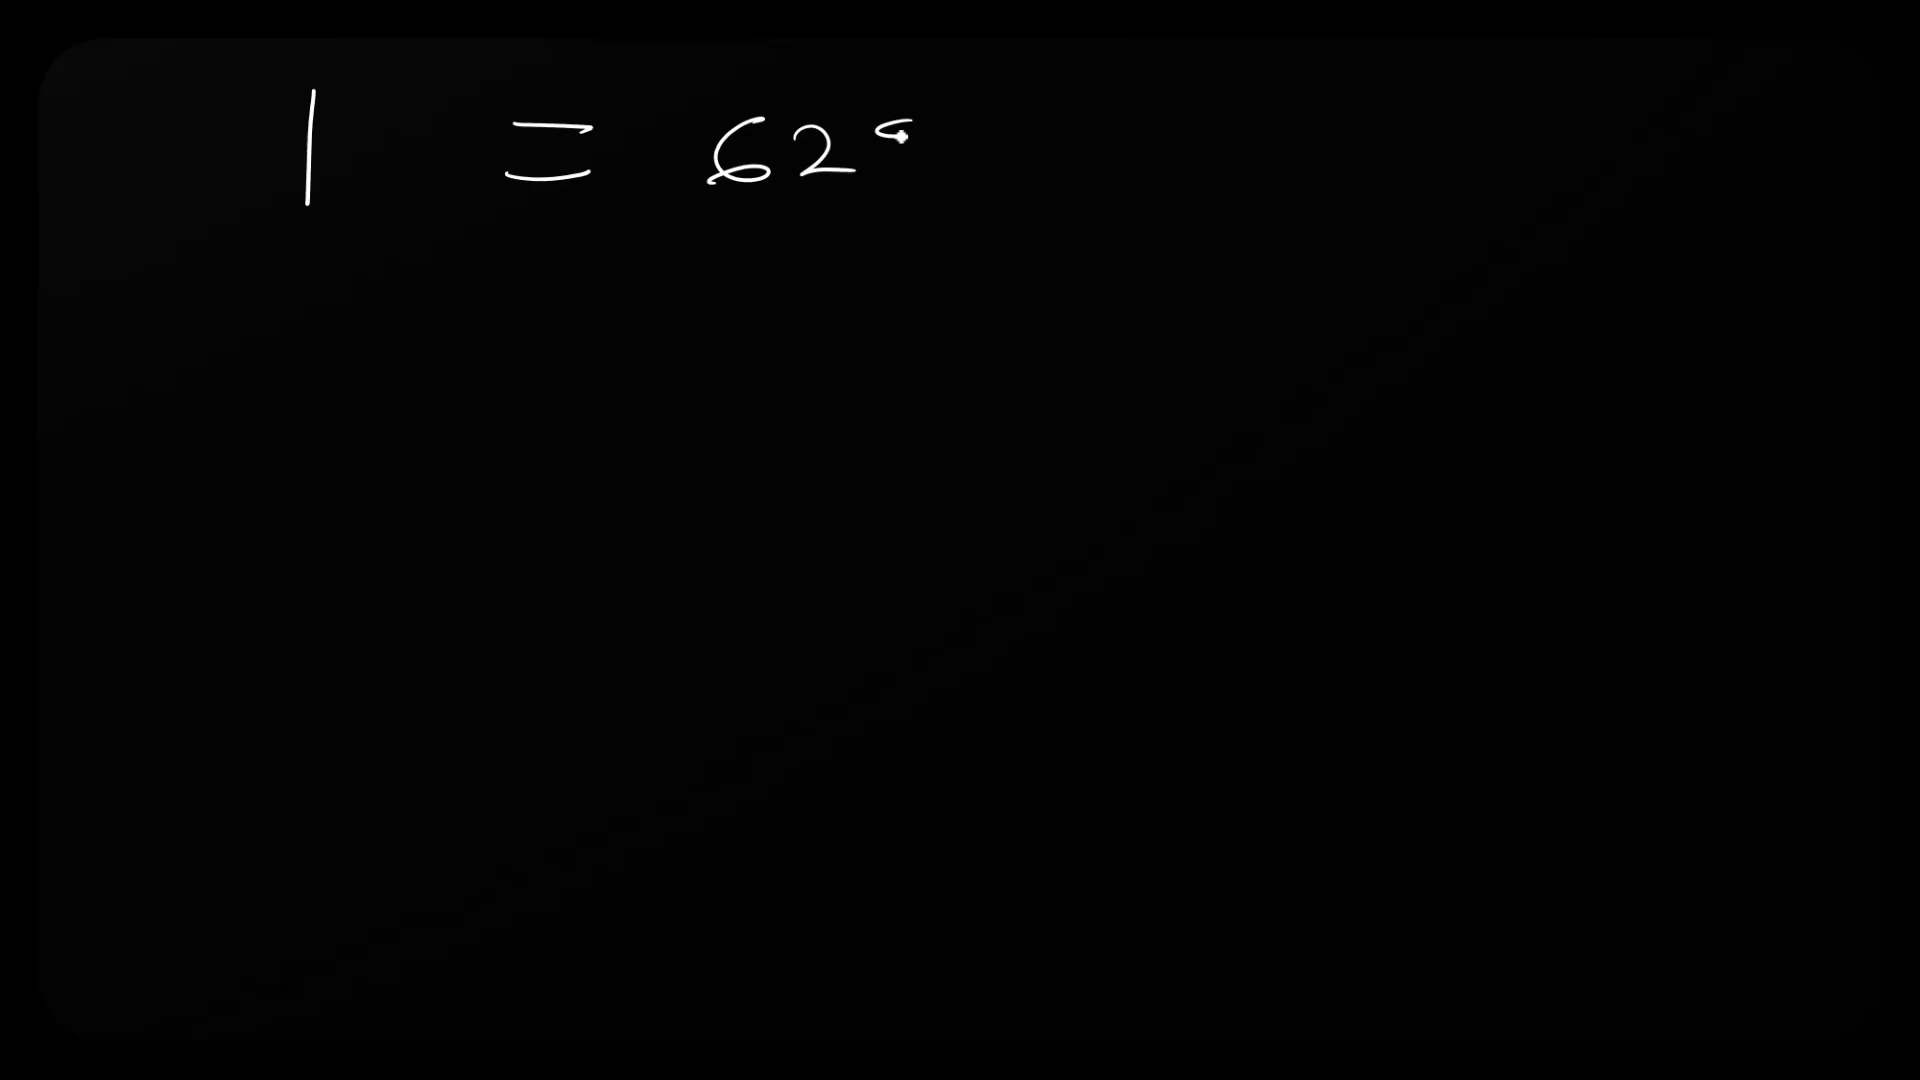 1 = 62